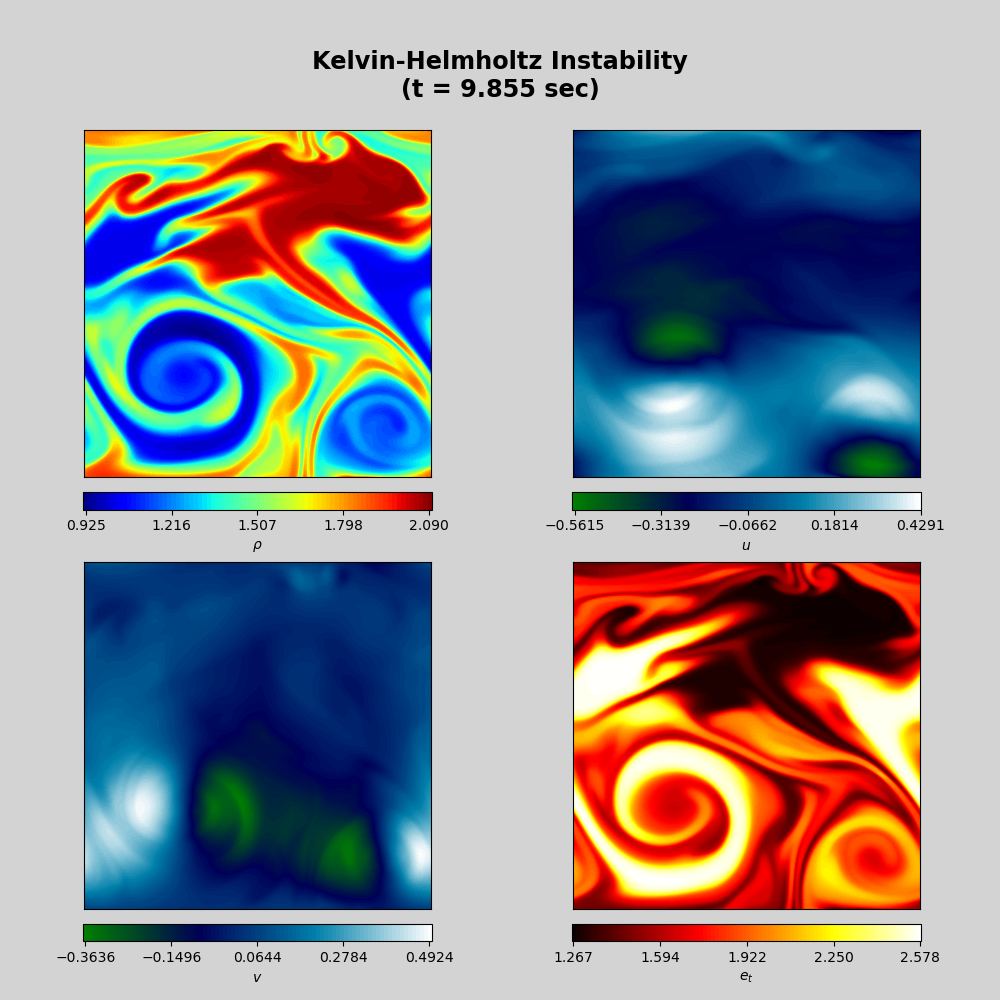 Kelvin-Helmholtz Instability
(t = 9.855 sec)
0.925 1.216 1.507 1.798 2.090
ρ
−0.5615 −0.3139 −0.0662 0.1814 0.4291
u
−0.3636 −0.1496 0.0644 0.2784 0.4924
v
1.267 1.594 1.922 2.250 2.578
e_t